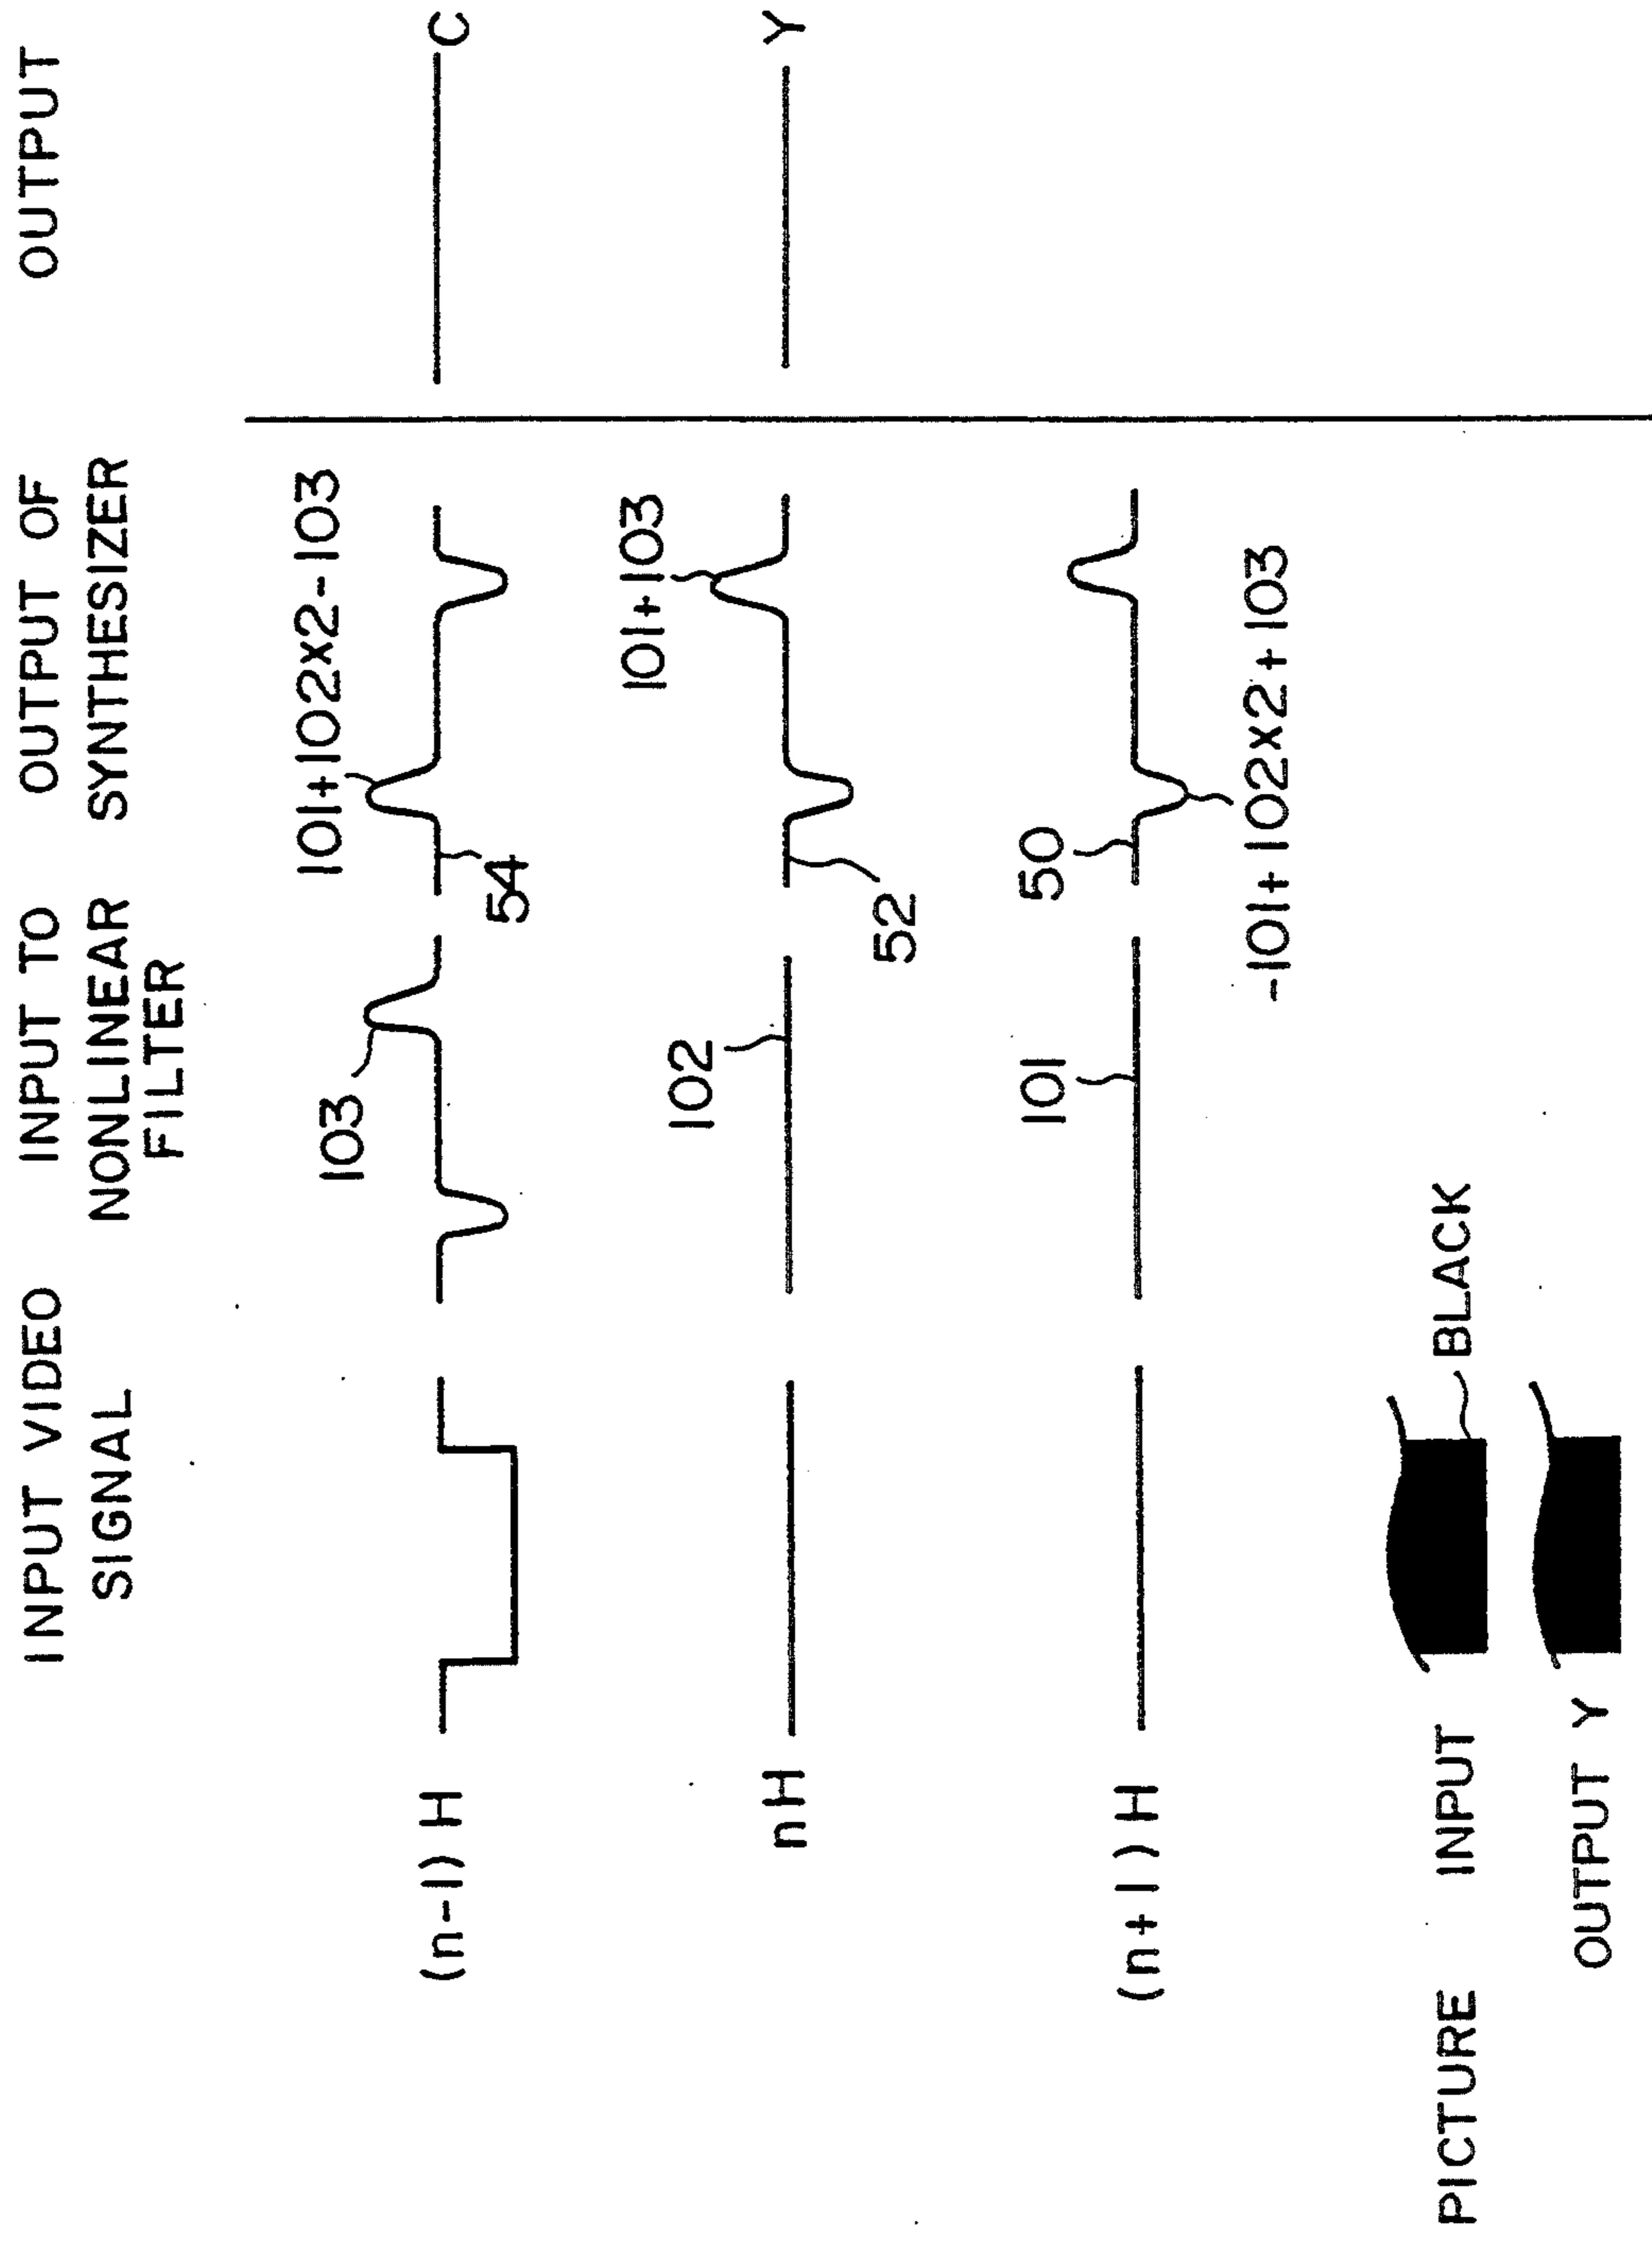 INPUT VIDEO SIGNAL
INPUT TO NONLINEAR FILTER
OUTPUT OF SYNTHESIZER
OUTPUT
(n-1) H
103
101+102x2-103
54
C
nH
102
101+103
52
Y
(n+1) H
101
50
-101+102x2+103
PICTURE INPUT
BLACK
OUTPUT Y